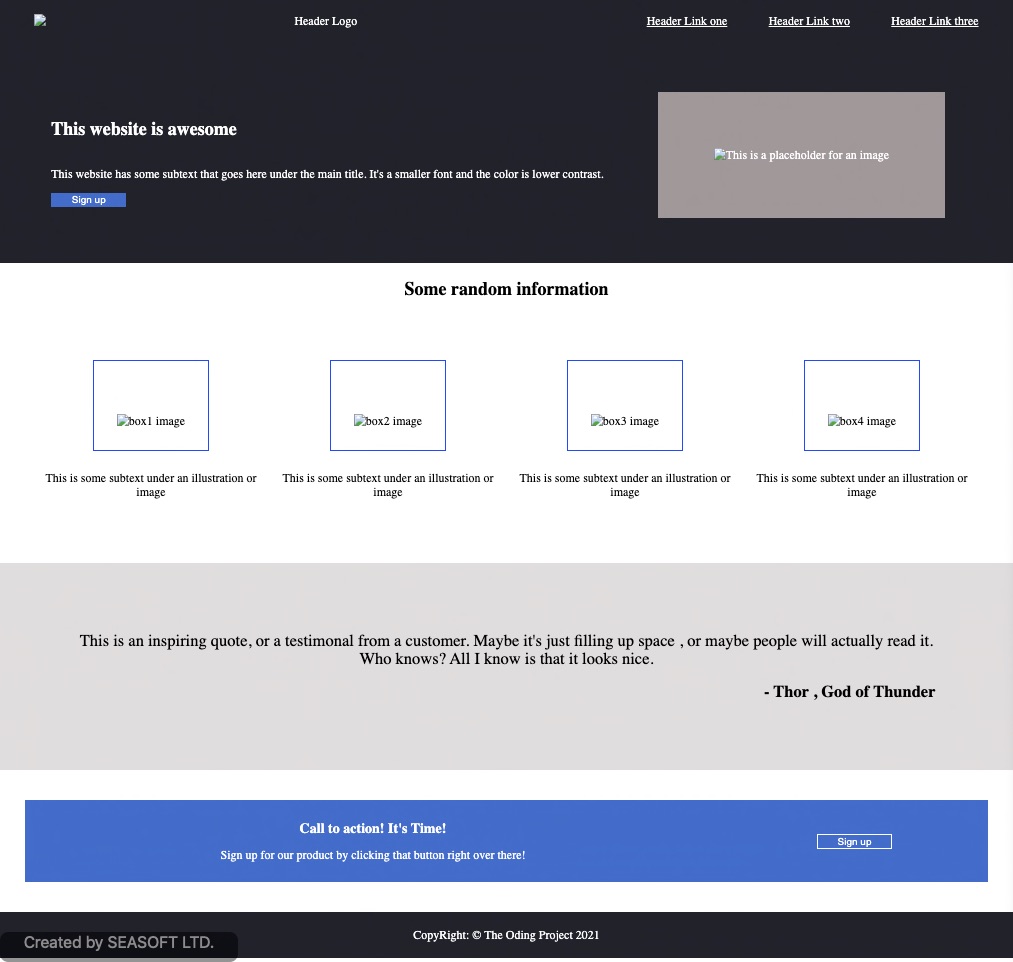 Header Logo
Header Link one
Header Link two
Header Link three
This website is awesome
This is a placeholder for an image
This website has some subtext that goes here under the main title. It's a smaller font and the color is lower contrast.
Sign up
Some random information
box1 image
box2 image
box3 image
box4 image
This is some subtext under an illustration or
image
This is some subtext under an illustration or
image
This is some subtext under an illustration or
image
This is some subtext under an illustration or
image
This is an inspiring quote, or a testimonal from a customer. Maybe it's just filling up space , or maybe people will actually read it.
Who knows? All I know is that it looks nice.
- Thor , God of Thunder
Call to action! It's Time!
Sign up for our product by clicking that button right over there!
Sign up
CopyRight: © The Oding Project 2021
Created by SEASOFT LTD.